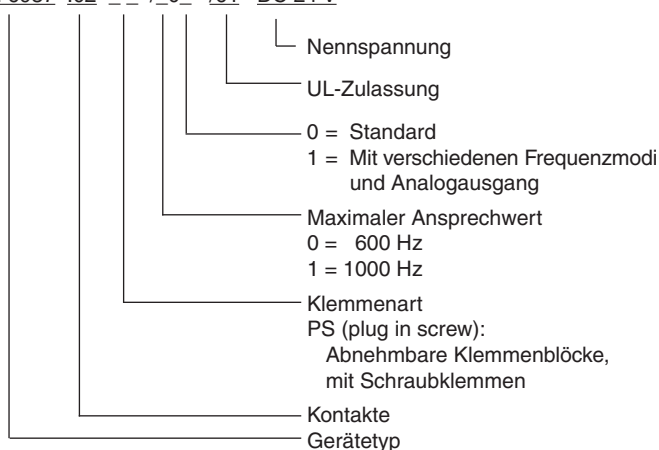 Nennspannung
UL-Zulassung
0 = Standard
1 = Mit verschiedenen Frequenzmodi
und Analogausgang
Maximaler Ansprechwert
0 = 600 Hz
1 = 1000 Hz
Klemmenart
PS (plug in screw):
Abnehmbare Klemmenblöcke,
mit Schraubklemmen
Kontakte
Gerätetyp